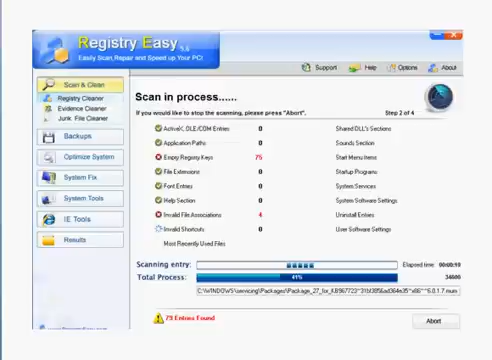 Registry Easy 5.6
Easily Scan, Repair and Speed up Your PC!
Support Help Options About
Scan & Clean
Registry Cleaner
Evidence Cleaner
Junk File Cleaner
Backups
Optimize System
System Fix
System Tools
IE Tools
Results
Scan in process......
If you would like to stop the scanning, please press "Abort". Step 2 of 4
ActiveX, OLE/COM Entries 0 Shared DLL's Sections
Application Paths 0 Sounds Section
Empty Registry Keys 75 Start Menu Items
File Extensions 0 Startup Programs
Font Entries 0 System Services
Help Section 0 System Software Settings
Invalid File Associations 4 Uninstall Entries
Invalid Shortcuts 0 User Software Settings
Most Recently Used Files
Scanning entry: Elapsed time:
Total Process: 41%
79 Entries Found
Abort